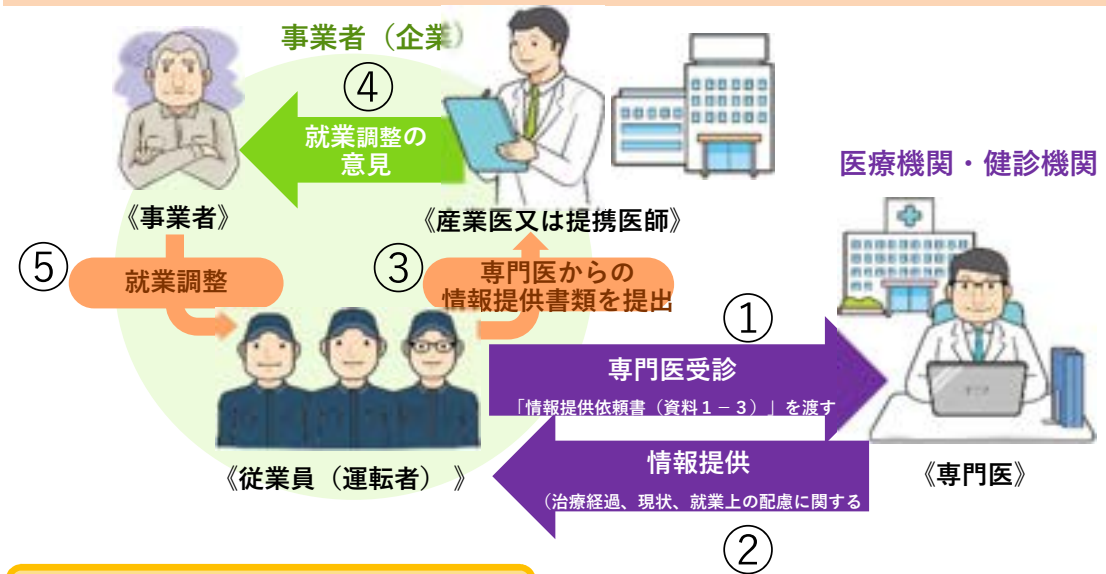 事業者（企業）
④
就業調整の
意見
医療機関・健診機関
《事業者》
《産業医又は提携医師》
⑤
就業調整
③
専門医からの
情報提供書類を提出
①
専門医受診
「情報提供依頼書（資料１－３）」を渡す
情報提供
（治療経過、現状、就業上の配慮に関する
②
《従業員（運転者）》
《専門医》